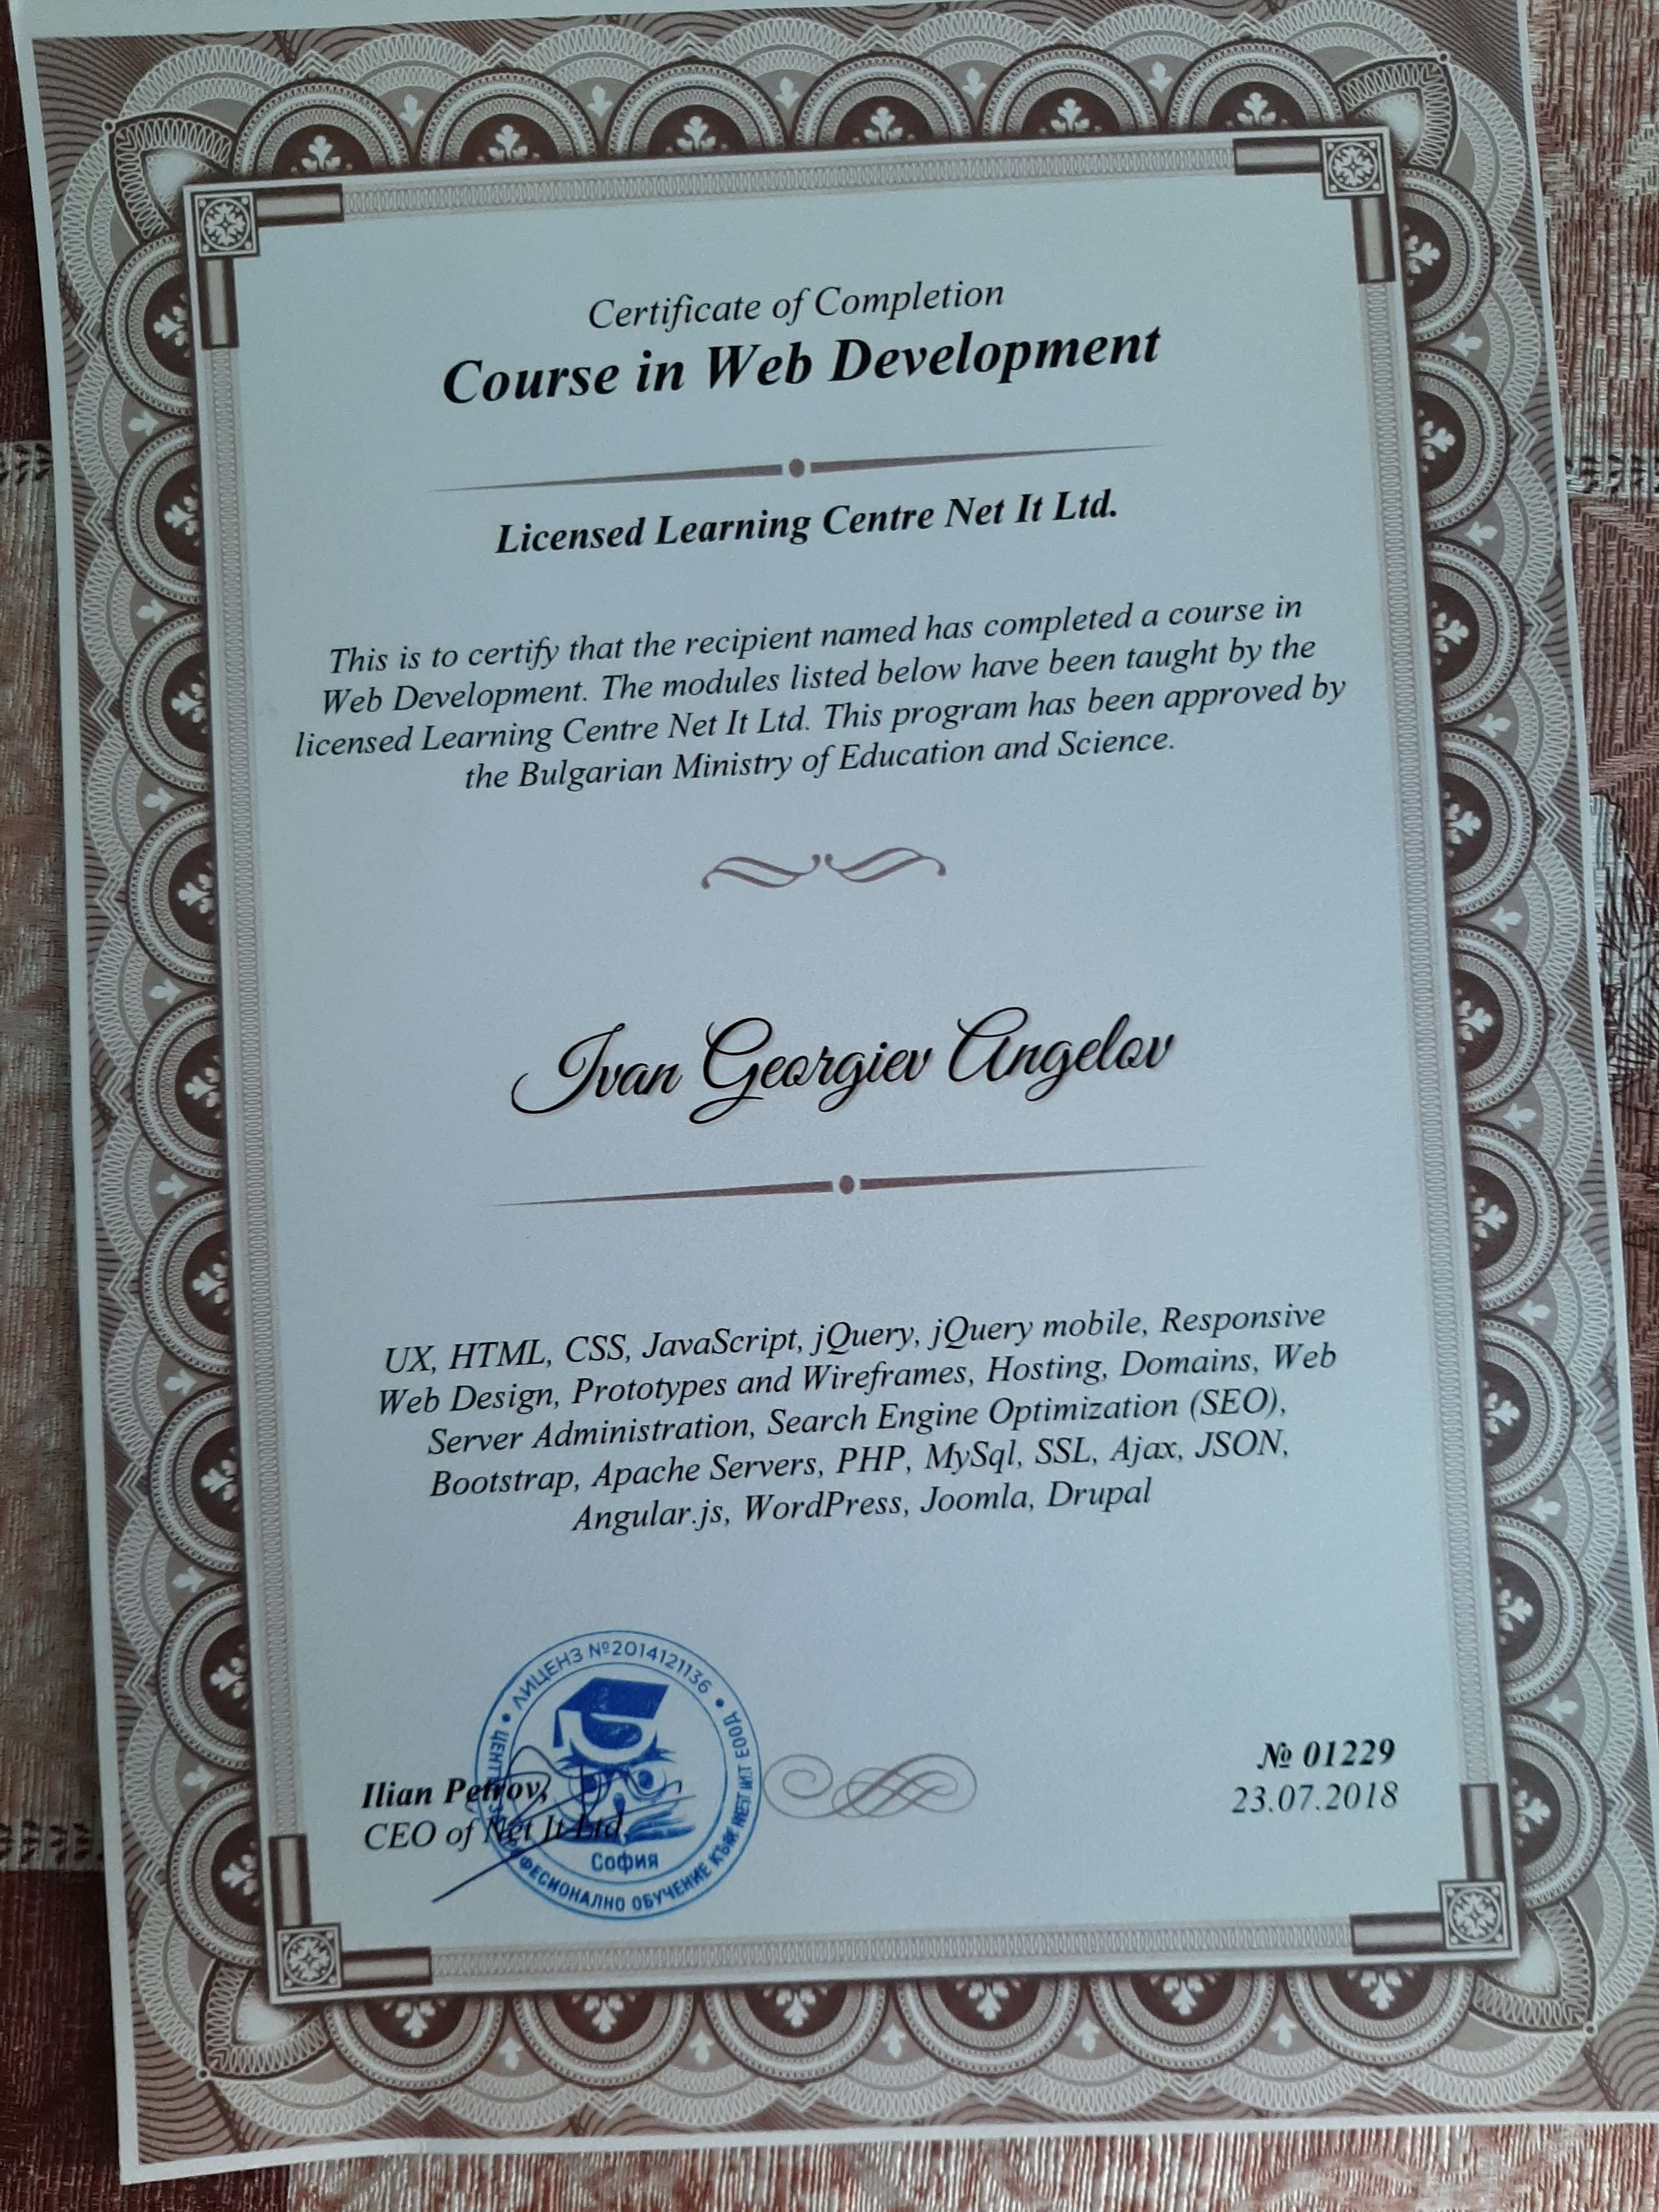 Certificate of Completion
Course in Web Development
Licensed Learning Centre Net It Ltd.
This is to certify that the recipient named has completed a course in
Web Development. The modules listed below have been taught by the
licensed Learning Centre Net It Ltd. This program has been approved by
the Bulgarian Ministry of Education and Science.
Ivan Georgiev Angelov
UX, HTML, CSS, JavaScript, jQuery, jQuery mobile, Responsive
Web Design, Prototypes and Wireframes, Hosting, Domains, Web
Server Administration, Search Engine Optimization (SEO),
Bootstrap, Apache Servers, PHP, MySql, SSL, Ajax, JSON,
Angular.js, WordPress, Joomla, Drupal
Ilian Petrov,
CEO of Net It Ltd
ЛИЦЕНЗ №2014121136
ОБУЧЕНИЕ КЪМ НЕТ ИТ ЕООД
София
№ 01229
23.07.2018